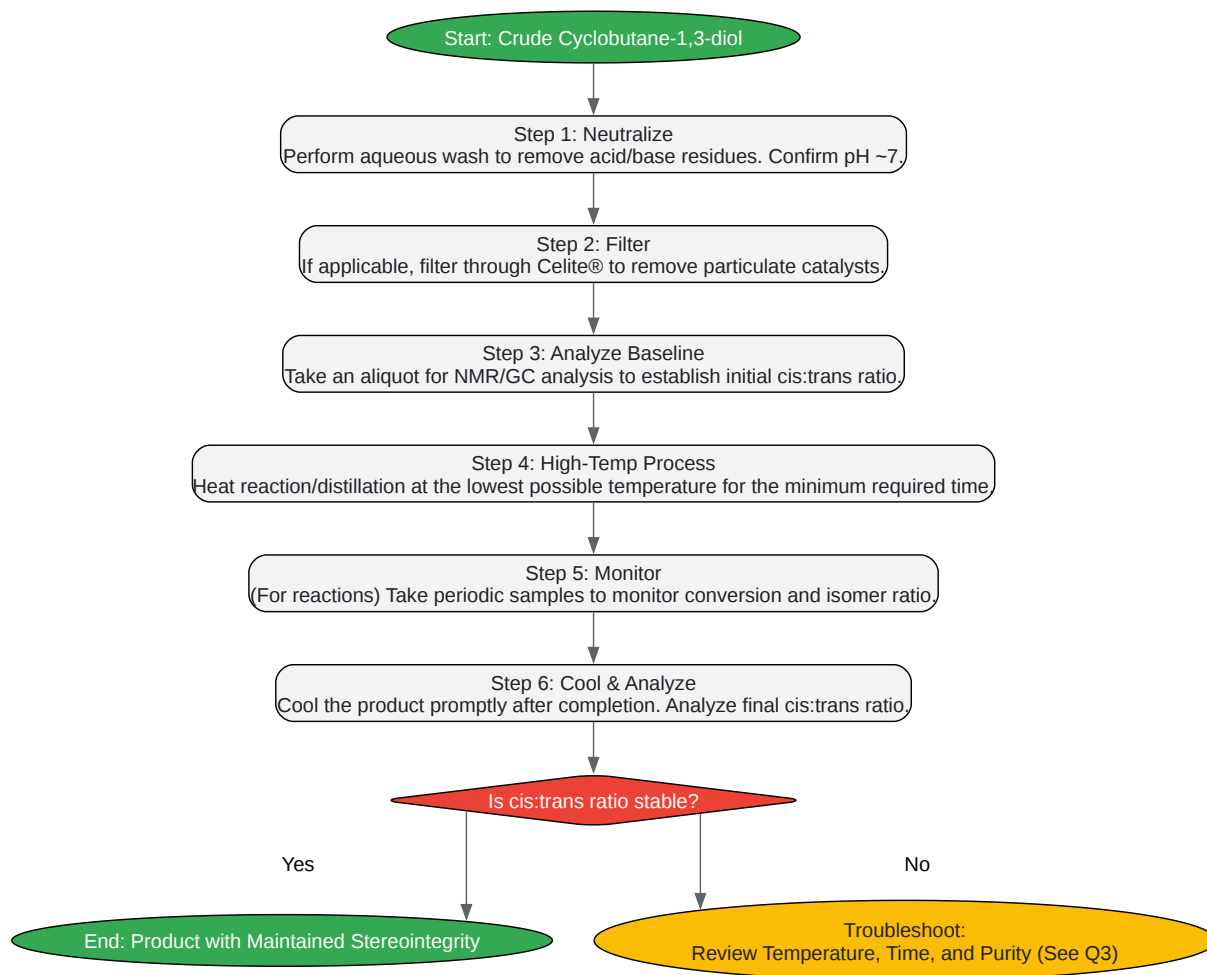 Start: Crude Cyclobutane-1,3-diol
Step 1: Neutralize
Perform aqueous wash to remove acid/base residues. Confirm pH ~7.
Step 2: Filter
If applicable, filter through Celite® to remove particulate catalysts.
Step 3: Analyze Baseline
Take an aliquot for NMR/GC analysis to establish initial cis:trans ratio.
Step 4: High-Temp Process
Heat reaction/distillation at the lowest possible temperature for the minimum required time.
Step 5: Monitor
(For reactions) Take periodic samples to monitor conversion and isomer ratio.
Step 6: Cool & Analyze
Cool the product promptly after completion. Analyze final cis:trans ratio.
Is cis:trans ratio stable?
Yes
No
End: Product with Maintained Stereointegrity
Troubleshoot:
Review Temperature, Time, and Purity (See Q3)